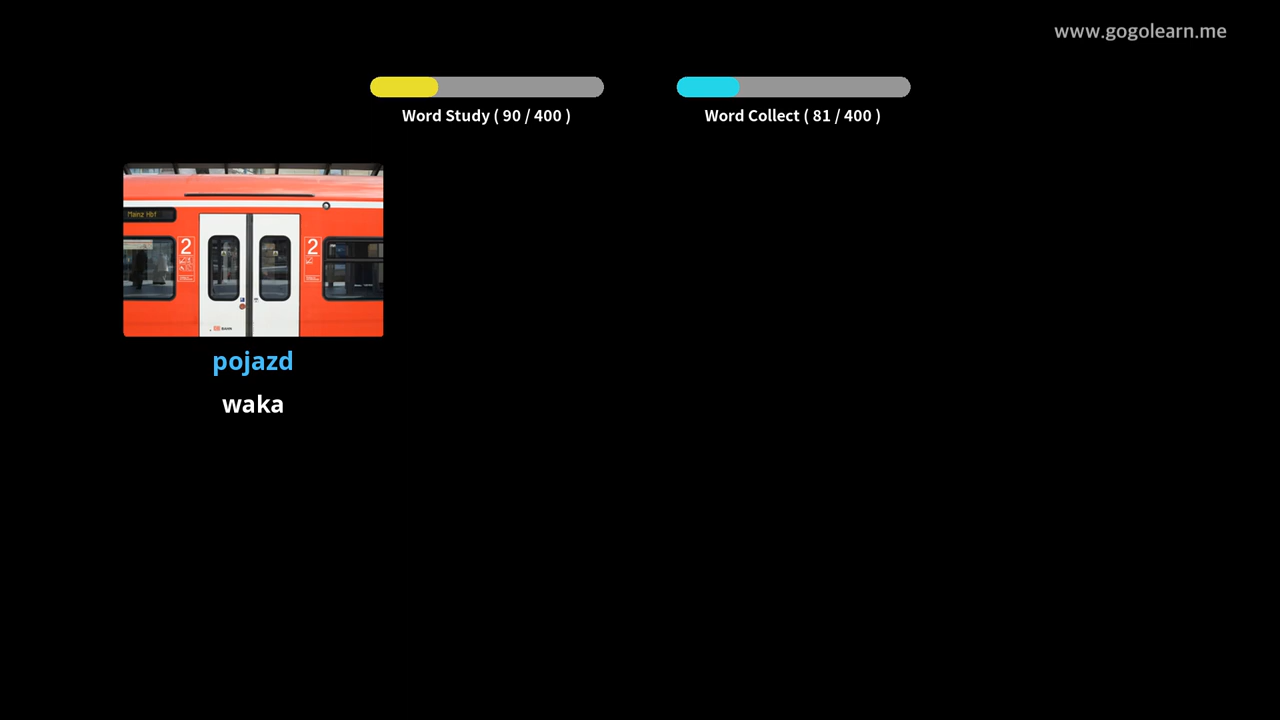 www.gogolearn.me
Word Study ( 90 / 400 )
Word Collect ( 81 / 400 )
Mainz Hbf
2
2
pojazd
waka